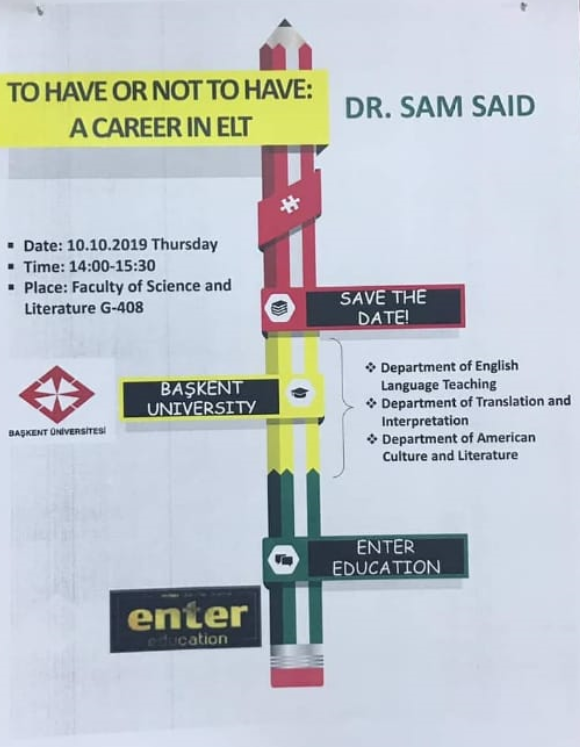 TO HAVE OR NOT TO HAVE:
A CAREER IN ELT
DR. SAM SAID
▪ Date: 10.10.2019 Thursday
▪ Time: 14:00-15:30
▪ Place: Faculty of Science and
Literature G-408
SAVE THE
DATE!
BAŞKENT ÜNİVERSİTESİ
BAŞKENT
UNIVERSITY
❖ Department of English
Language Teaching
❖ Department of Translation and
Interpretation
❖ Department of American
Culture and Literature
ENTER
EDUCATION
enter
education